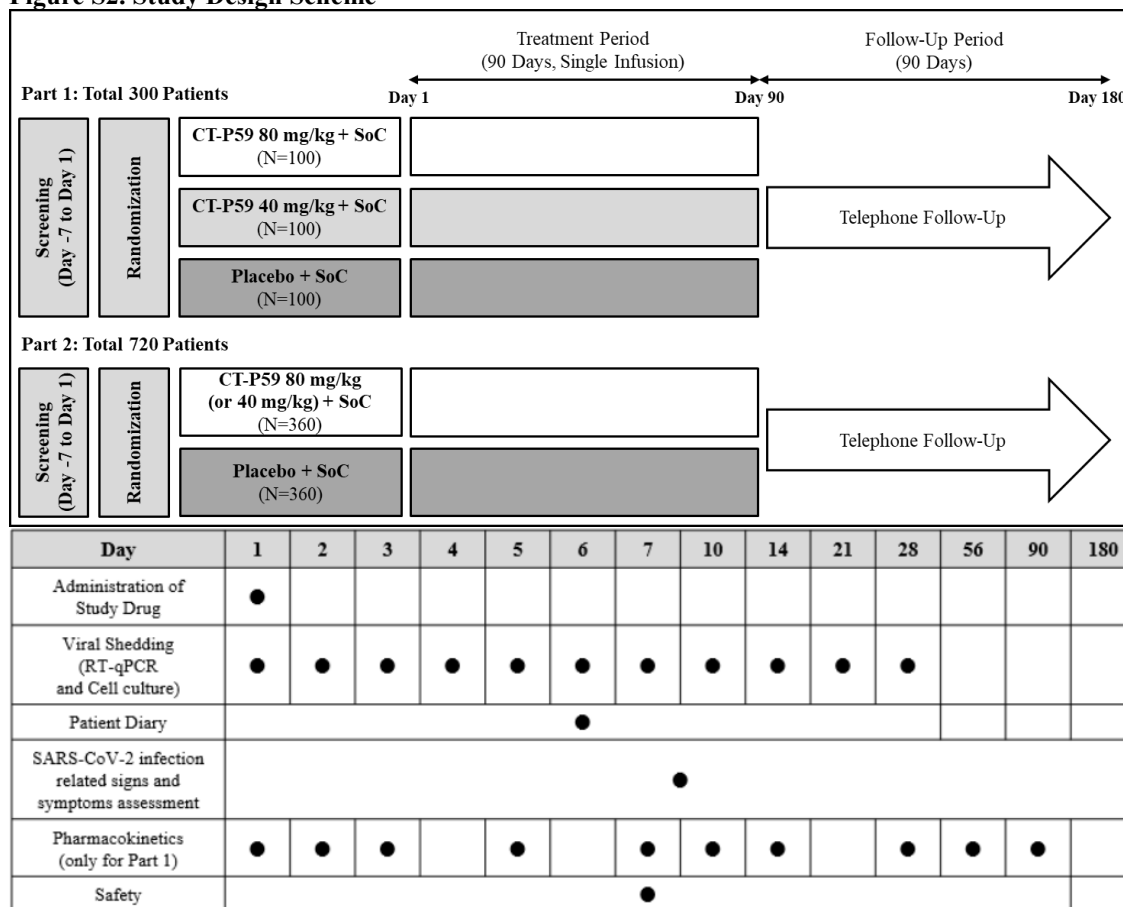 Figure S2: Study Design Scheme
Treatment Period
(90 Days, Single Infusion)
Follow-Up Period
(90 Days)
Part 1: Total 300 Patients
Day 1
Day 90
Day 180
Screening
(Day -7 to Day 1)
Randomization
CT-P59 80 mg/kg + SoC
(N=100)
CT-P59 40 mg/kg + SoC
(N=100)
Placebo + SoC
(N=100)
Telephone Follow-Up
Part 2: Total 720 Patients
Screening
(Day -7 to Day 1)
Randomization
CT-P59 80 mg/kg
(or 40 mg/kg) + SoC
(N=360)
Placebo + SoC
(N=360)
Telephone Follow-Up
Day 1 2 3 4 5 6 7 10 14 21 28 56 90 180
Administration of
Study Drug
Viral Shedding
(RT-qPCR
and Cell culture)
Patient Diary
SARS-CoV-2 infection
related signs and
symptoms assessment
Pharmacokinetics
(only for Part 1)
Safety